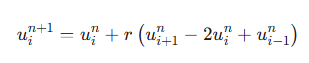 u_i^{n+1} = u_i^n + r (u_{i+1}^n − 2u_i^n + u_{i−1}^n)